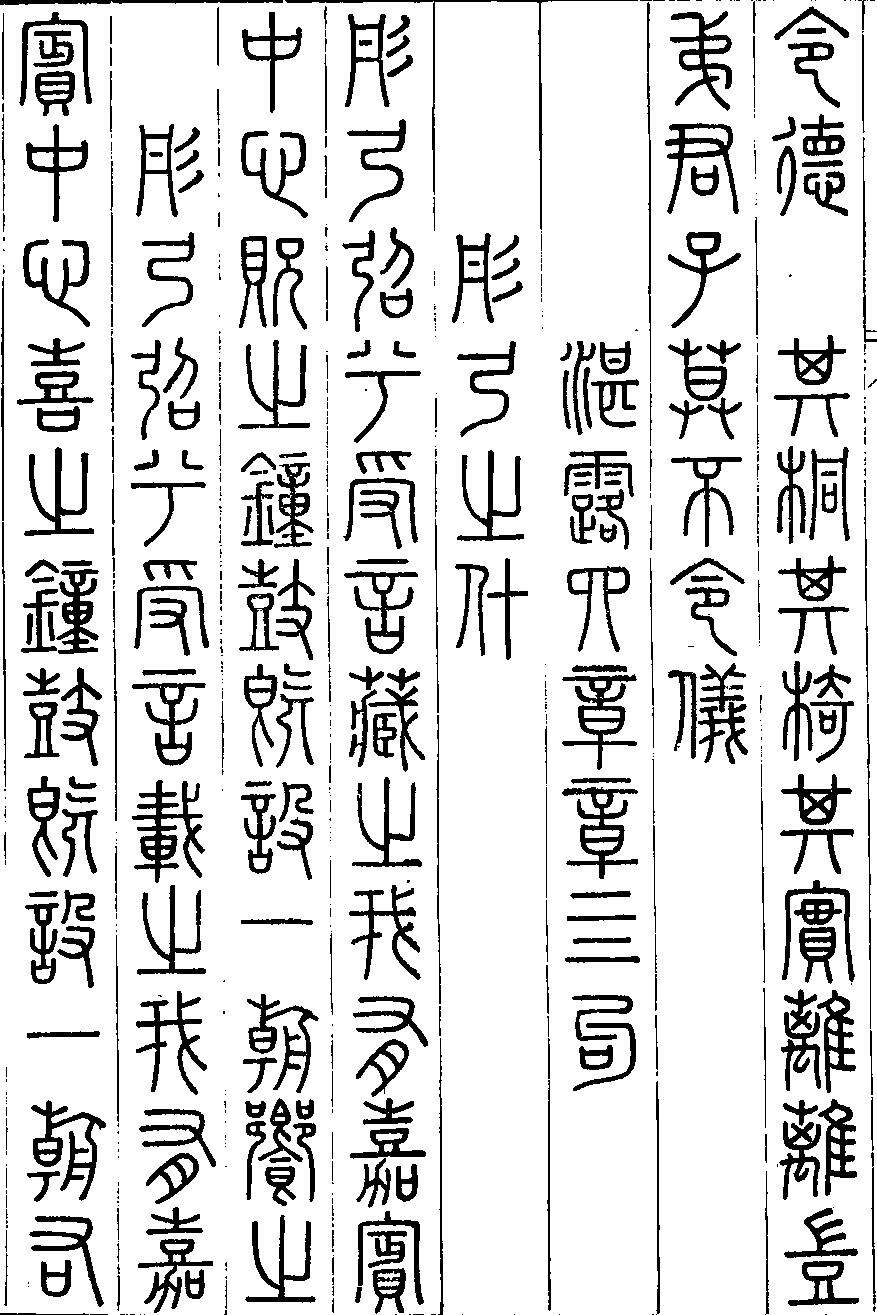 令德　其桐其椅其實離離豈
弟君子莫不令儀
湛露四章章亖句
彤弓之什
彤弓弨兮受言藏之我有嘉賓
中心貺之鐘鼓既設一朝饗之
彤弓弨兮受言載之我有嘉
賓中心喜之鐘鼓既設一朝右